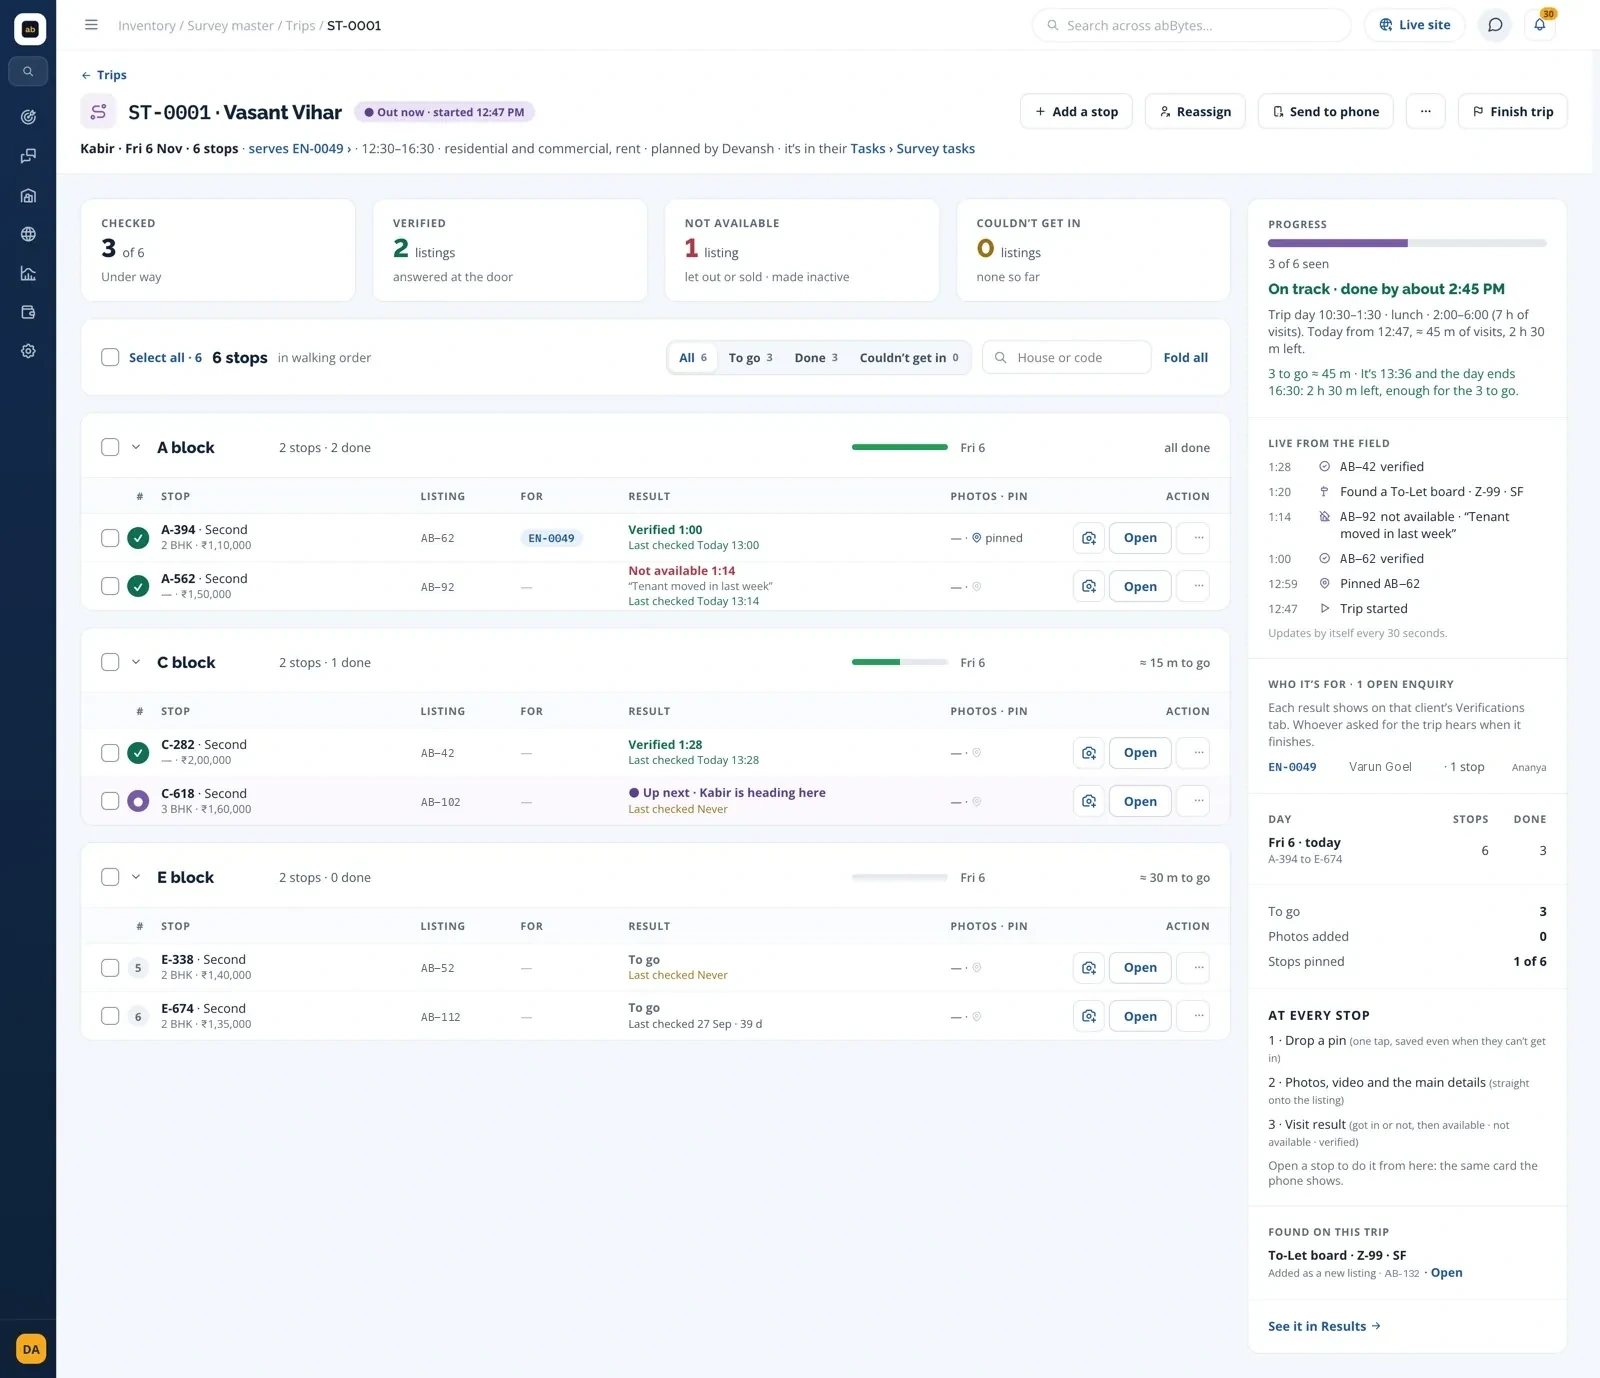 ab
Inventory / Survey master / Trips / ST-0001
Search across abBytes...
Live site
30
← Trips
ST-0001 · Vasant Vihar
Out now · started 12:47 PM
+ Add a stop
Reassign
Send to phone
...
Finish trip
Kabir · Fri 6 Nov · 6 stops · serves EN-0049 › · 12:30–16:30 · residential and commercial, rent · planned by Devansh · it's in their Tasks › Survey tasks
CHECKED
3 of 6
Under way
VERIFIED
2 listings
answered at the door
NOT AVAILABLE
1 listing
let out or sold · made inactive
COULDN'T GET IN
0 listings
none so far
Select all · 6 6 stops in walking order
All 6 To go 3 Done 3 Couldn't get in 0
House or code
Fold all
A block 2 stops · 2 done Fri 6 all done
# STOP LISTING FOR RESULT PHOTOS · PIN ACTION
A-394 · Second
2 BHK · ₹1,10,000
AB–62
EN-0049
Verified 1:00
Last checked Today 13:00
— · pinned
Open
...
A-562 · Second
— · ₹1,50,000
AB–92
—
Not available 1:14
“Tenant moved in last week”
Last checked Today 13:14
— ·
Open
...
C block 2 stops · 1 done Fri 6 ≈ 15 m to go
# STOP LISTING FOR RESULT PHOTOS · PIN ACTION
C-282 · Second
— · ₹2,00,000
AB–42
—
Verified 1:28
Last checked Today 13:28
— ·
Open
...
C-618 · Second
3 BHK · ₹1,60,000
AB–102
—
Up next · Kabir is heading here
Last checked Never
— ·
Open
...
E block 2 stops · 0 done Fri 6 ≈ 30 m to go
# STOP LISTING FOR RESULT PHOTOS · PIN ACTION
5
E-338 · Second
2 BHK · ₹1,40,000
AB–52
—
To go
Last checked Never
— ·
Open
...
6
E-674 · Second
2 BHK · ₹1,35,000
AB–112
—
To go
Last checked 27 Sep · 39 d
— ·
Open
...
PROGRESS
3 of 6 seen
On track · done by about 2:45 PM
Trip day 10:30–1:30 · lunch · 2:00–6:00 (7 h of
visits). Today from 12:47, ≈ 45 m of visits, 2 h 30
m left.
3 to go ≈ 45 m · It's 13:36 and the day ends
16:30: 2 h 30 m left, enough for the 3 to go.
LIVE FROM THE FIELD
1:28 AB–42 verified
1:20 Found a To-Let board · Z-99 · SF
1:14 AB–92 not available · “Tenant
moved in last week”
1:00 AB–62 verified
12:59 Pinned AB–62
12:47 Trip started
Updates by itself every 30 seconds.
WHO IT'S FOR · 1 OPEN ENQUIRY
Each result shows on that client's Verifications
tab. Whoever asked for the trip hears when it
finishes.
EN-0049 Varun Goel · 1 stop Ananya
DAY STOPS DONE
Fri 6 · today
A-394 to E-674
6 3
To go 3
Photos added 0
Stops pinned 1 of 6
AT EVERY STOP
1 · Drop a pin (one tap, saved even when they can't get
in)
2 · Photos, video and the main details (straight
onto the listing)
3 · Visit result (got in or not, then available · not
available · verified)
Open a stop to do it from here: the same card the
phone shows.
FOUND ON THIS TRIP
To-Let board · Z-99 · SF
Added as a new listing · AB-132 · Open
See it in Results →
DA